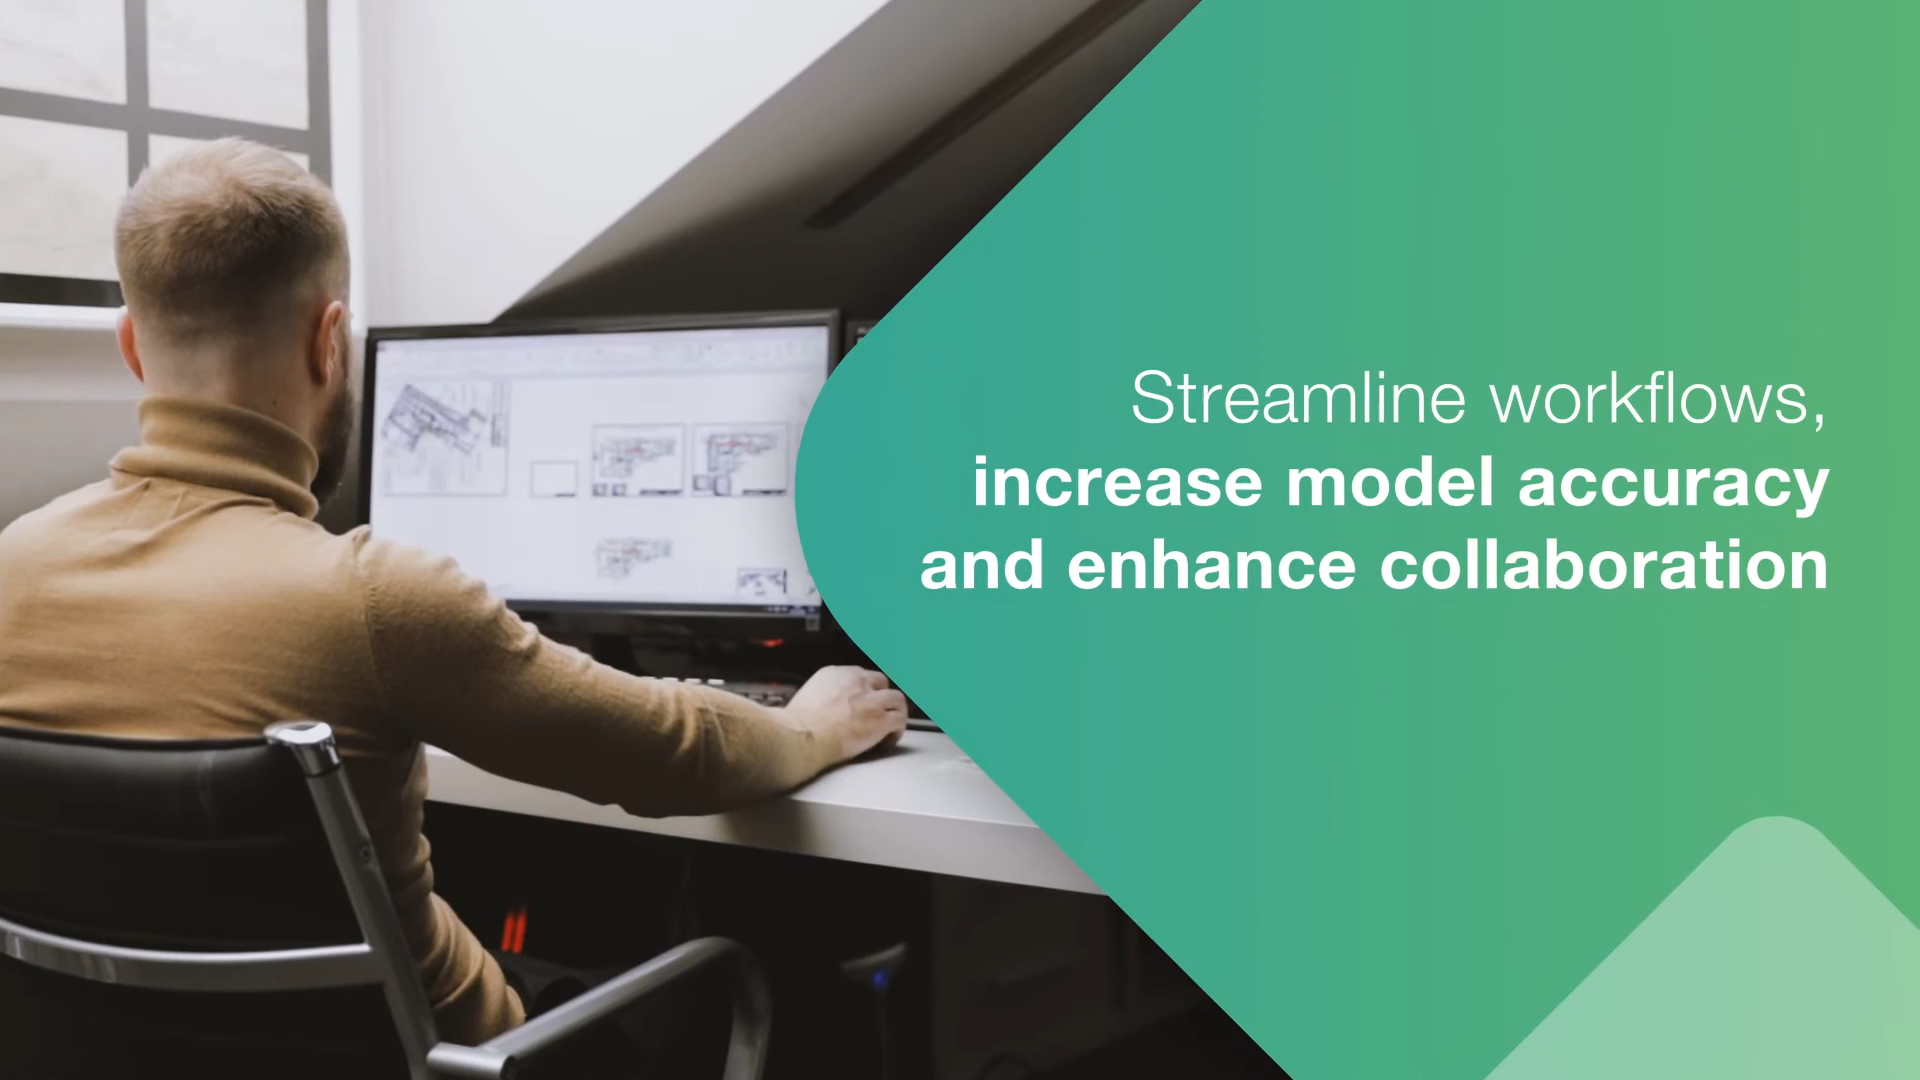 Streamline workflows,
increase model accuracy
and enhance collaboration